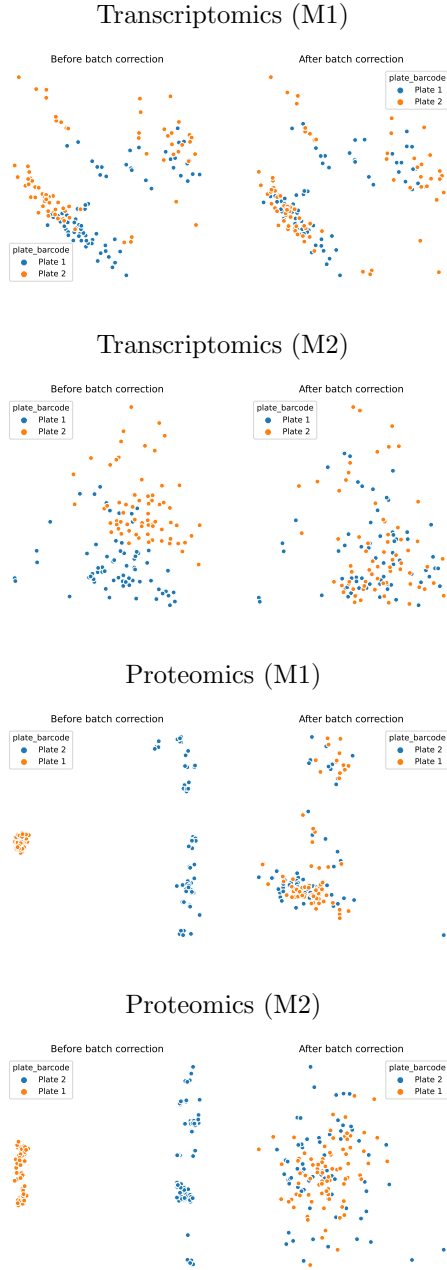 Transcriptomics (M1)
Before batch correction
After batch correction
plate_barcode
Plate 1
Plate 2
plate_barcode
Plate 1
Plate 2
Transcriptomics (M2)
Before batch correction
After batch correction
plate_barcode
Plate 1
Plate 2
plate_barcode
Plate 1
Plate 2
Proteomics (M1)
Before batch correction
After batch correction
plate_barcode
Plate 2
Plate 1
plate_barcode
Plate 2
Plate 1
Proteomics (M2)
Before batch correction
After batch correction
plate_barcode
Plate 2
Plate 1
plate_barcode
Plate 2
Plate 1